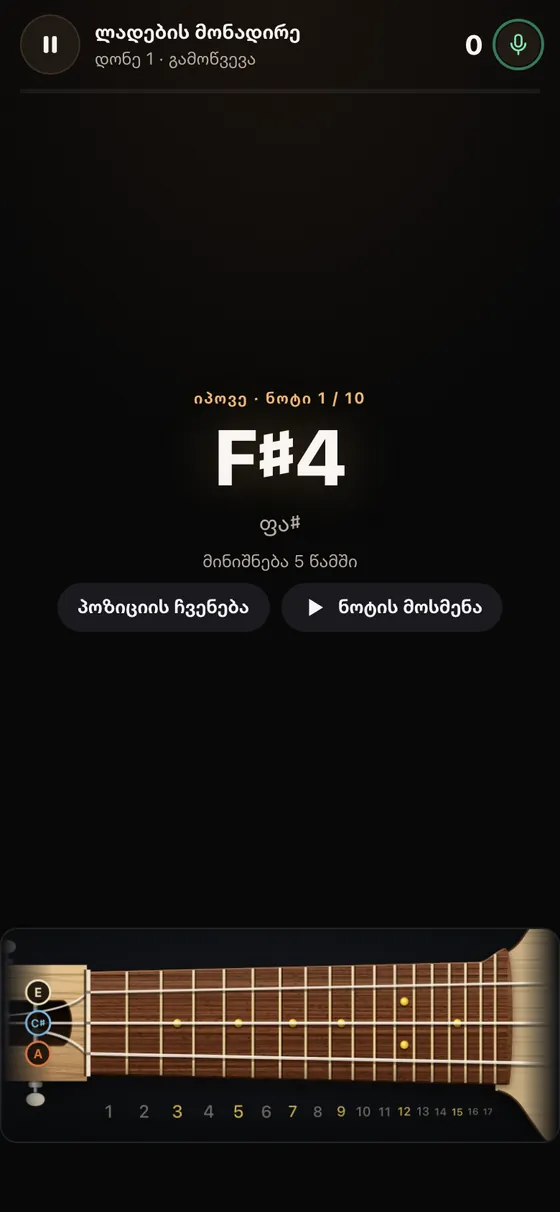 ლადების მონადირე
დონე 1 · გამოწვევა
0
იპოვე · ნოტი 1 / 10
F♯4
ფა#
მინიშნება 5 წამში
პოზიციის ჩვენება
ნოტის მოსმენა
E
C#
A
1 2 3 4 5 6 7 8 9 10 11 12 13 14 15 16 17